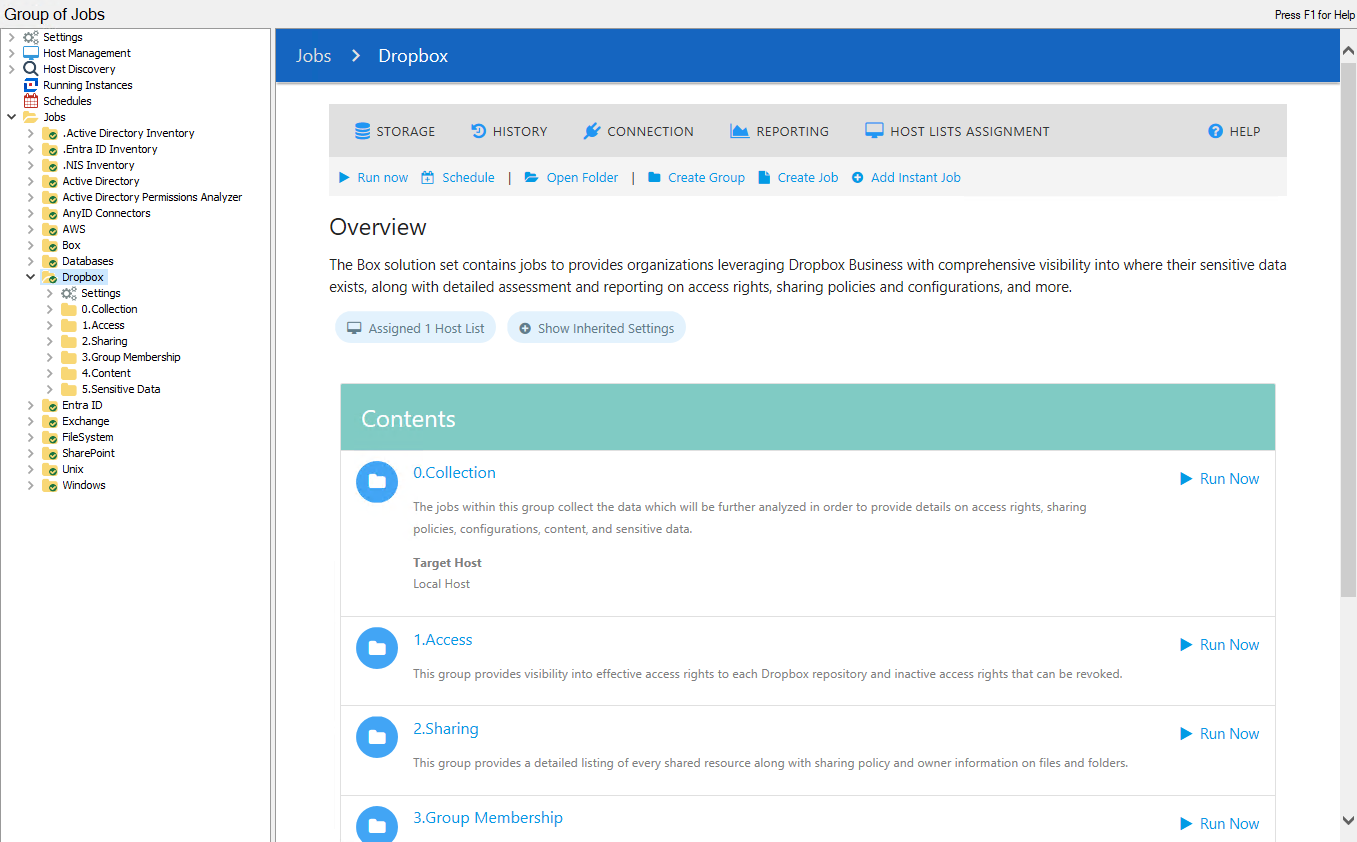 Group of Jobs
Press F1 for Help
Settings
Host Management
Host Discovery
Running Instances
Schedules
Jobs
.Active Directory Inventory
.Entra ID Inventory
.NIS Inventory
Active Directory
Active Directory Permissions Analyzer
AnyID Connectors
AWS
Box
Databases
Dropbox
Settings
0.Collection
1.Access
2.Sharing
3.Group Membership
4.Content
5.Sensitive Data
Entra ID
Exchange
FileSystem
SharePoint
Unix
Windows
Jobs > Dropbox
STORAGE HISTORY CONNECTION REPORTING HOST LISTS ASSIGNMENT HELP
Run now Schedule | Open Folder | Create Group Create Job Add Instant Job
Overview
The Box solution set contains jobs to provides organizations leveraging Dropbox Business with comprehensive visibility into where their sensitive data
exists, along with detailed assessment and reporting on access rights, sharing policies and configurations, and more.
Assigned 1 Host List Show Inherited Settings
Contents
0.Collection
Run Now
The jobs within this group collect the data which will be further analyzed in order to provide details on access rights, sharing
policies, configurations, content, and sensitive data.
Target Host
Local Host
1.Access
Run Now
This group provides visibility into effective access rights to each Dropbox repository and inactive access rights that can be revoked.
2.Sharing
Run Now
This group provides a detailed listing of every shared resource along with sharing policy and owner information on files and folders.
3.Group Membership
Run Now